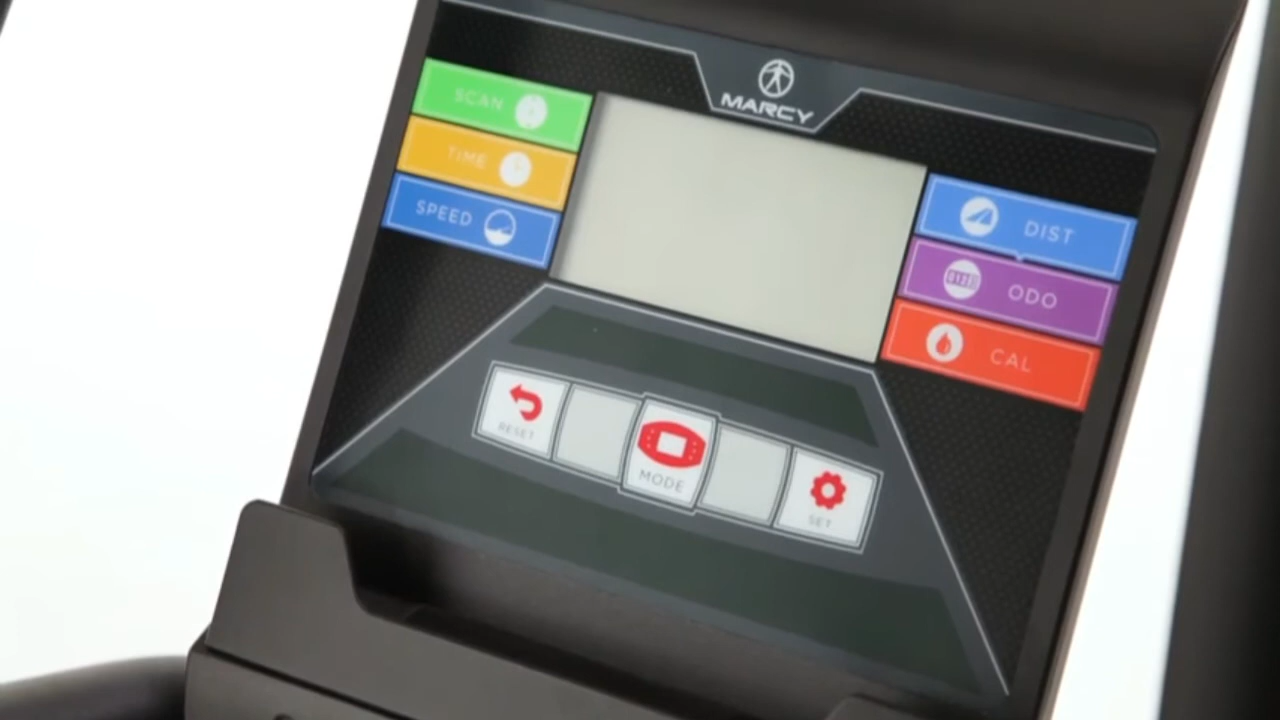 MARCY
SCAN
TIME
SPEED
DIST
ODO
CAL
RESET
MODE
SET